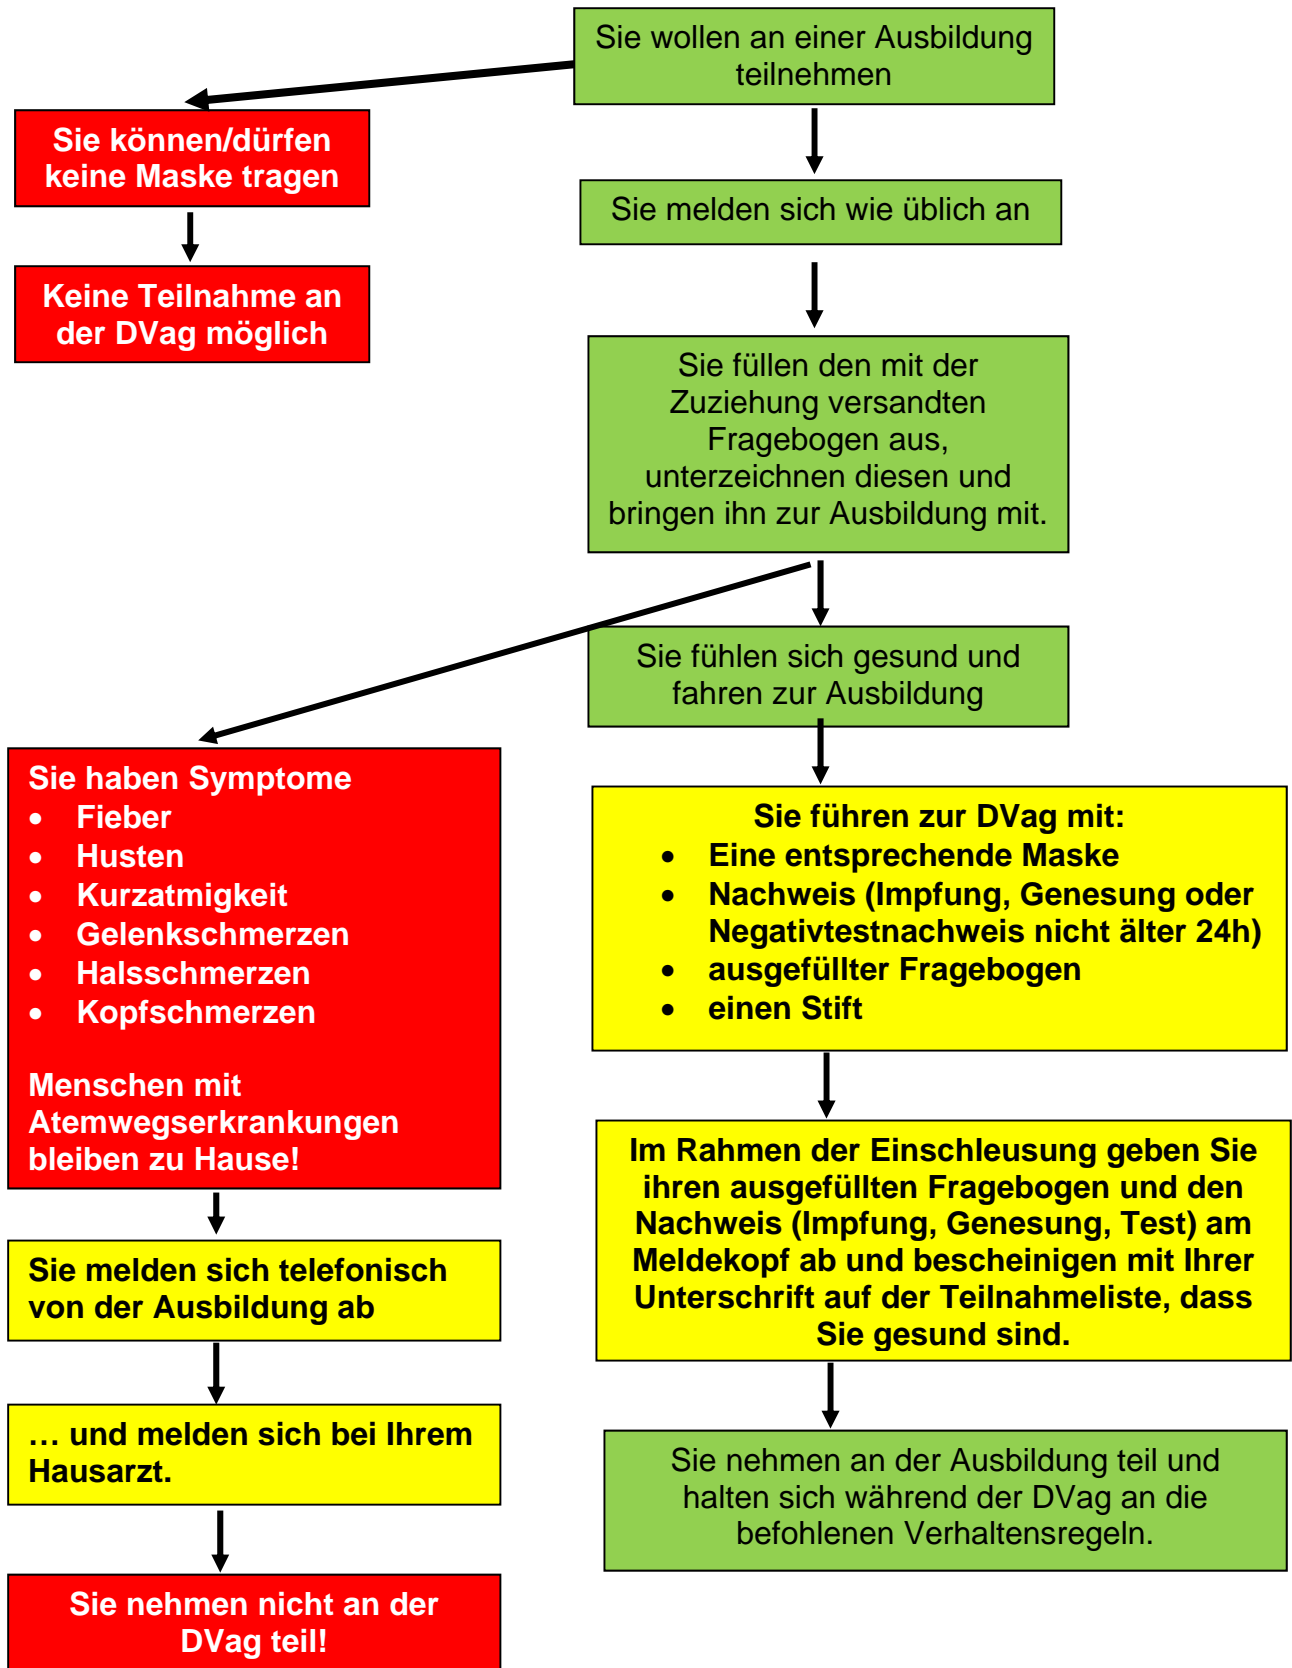 Sie wollen an einer Ausbildung
teilnehmen
Sie können/dürfen
keine Maske tragen
Sie melden sich wie üblich an
Keine Teilnahme an
der DVag möglich
Sie füllen den mit der
Zuziehung versandten
Fragebogen aus,
unterzeichnen diesen und
bringen ihn zur Ausbildung mit.
Sie fühlen sich gesund und
fahren zur Ausbildung
Sie haben Symptome
• Fieber
• Husten
• Kurzatmigkeit
• Gelenkschmerzen
• Halsschmerzen
• Kopfschmerzen
Menschen mit
Atemwegserkrankungen
bleiben zu Hause!
Sie führen zur DVag mit:
• Eine entsprechende Maske
• Nachweis (Impfung, Genesung oder
Negativtestnachweis nicht älter 24h)
• ausgefüllter Fragebogen
• einen Stift
Im Rahmen der Einschleusung geben Sie
ihren ausgefüllten Fragebogen und den
Nachweis (Impfung, Genesung, Test) am
Meldekopf ab und bescheinigen mit Ihrer
Unterschrift auf der Teilnahmeliste, dass
Sie gesund sind.
Sie melden sich telefonisch
von der Ausbildung ab
… und melden sich bei Ihrem
Hausarzt.
Sie nehmen an der Ausbildung teil und
halten sich während der DVag an die
befohlenen Verhaltensregeln.
Sie nehmen nicht an der
DVag teil!